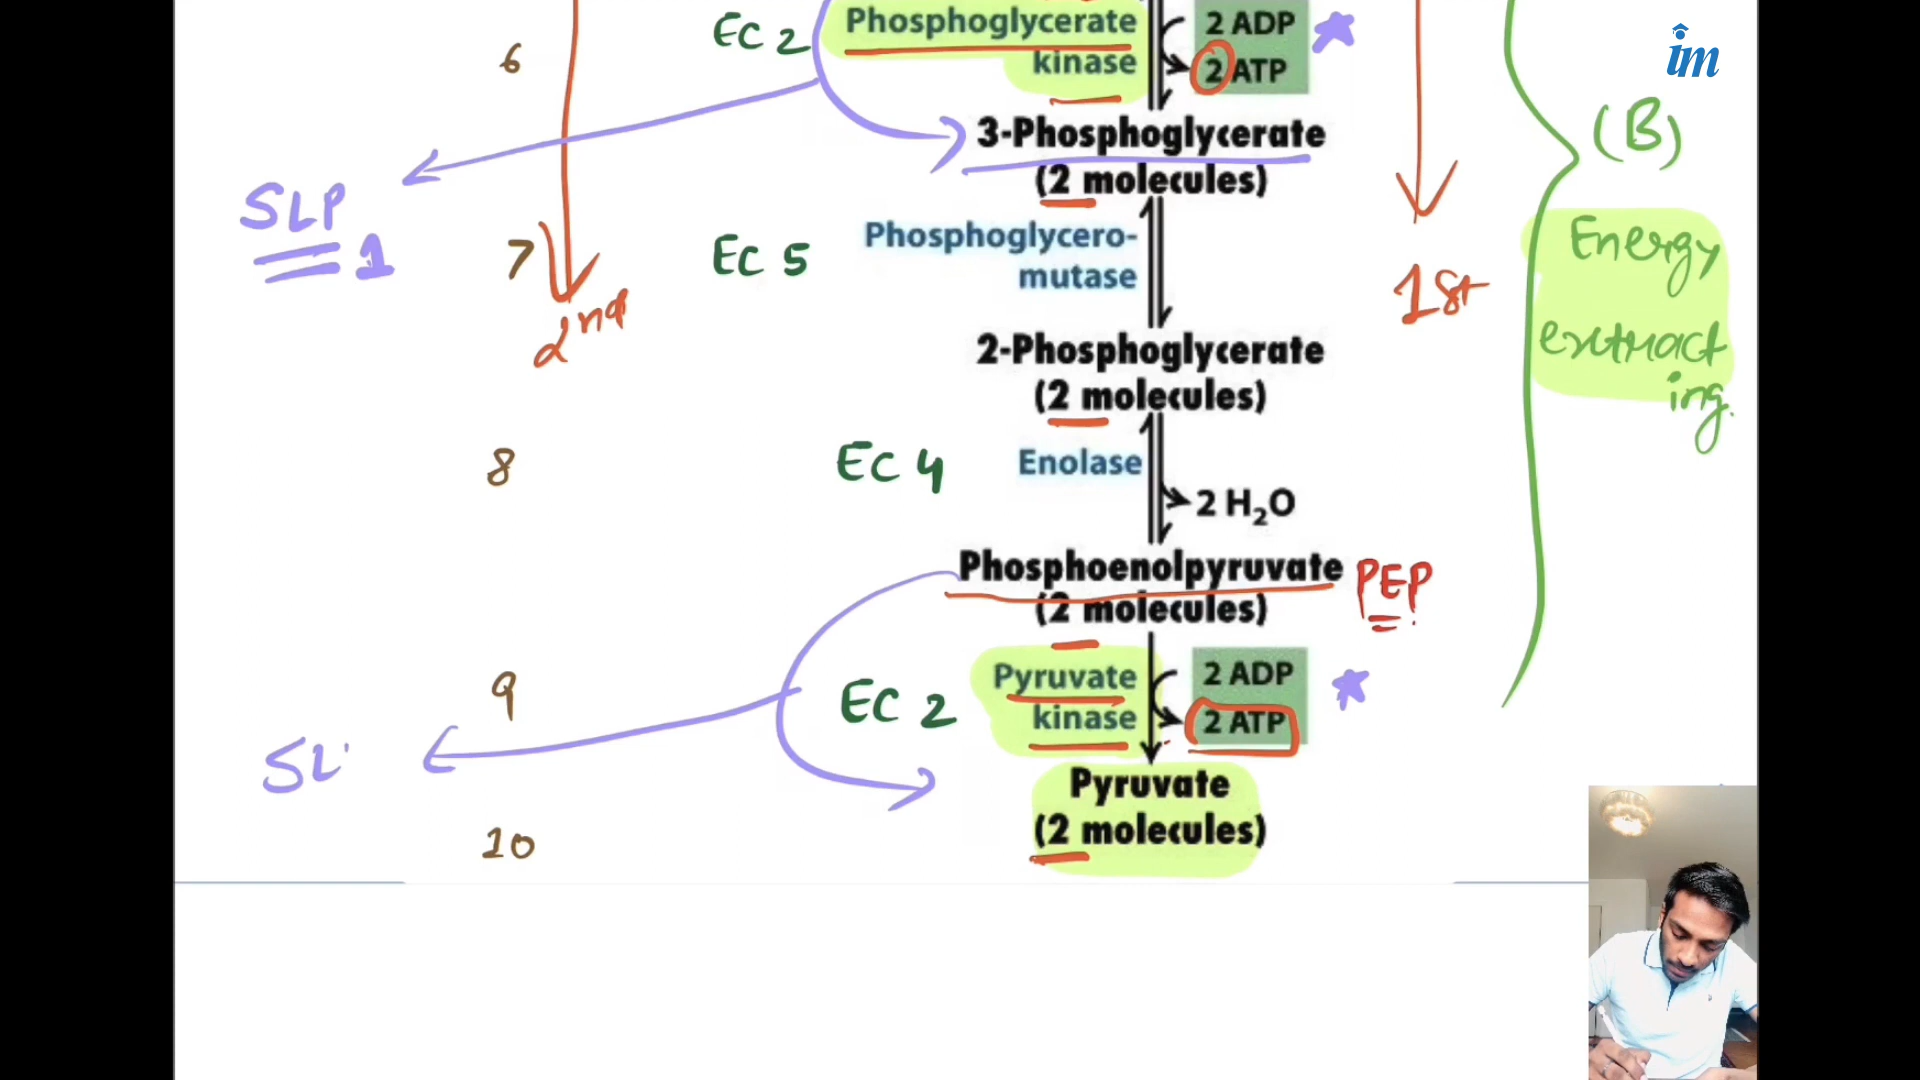 EC 2 Phosphoglycerate 2 ADP
6 kinase 2 ATP
im
3-Phosphoglycerate
(2 molecules)
(B)
SLP
1
7 EC 5 Phosphoglycero-
mutase
Energy
extract
ing.
2nd
1st
2-Phosphoglycerate
(2 molecules)
8 EC 4 Enolase
2 H2O
Phosphoenolpyruvate PEP
(2 molecules)
9 EC 2 Pyruvate 2 ADP
kinase 2 ATP
SL
Pyruvate
(2 molecules)
10